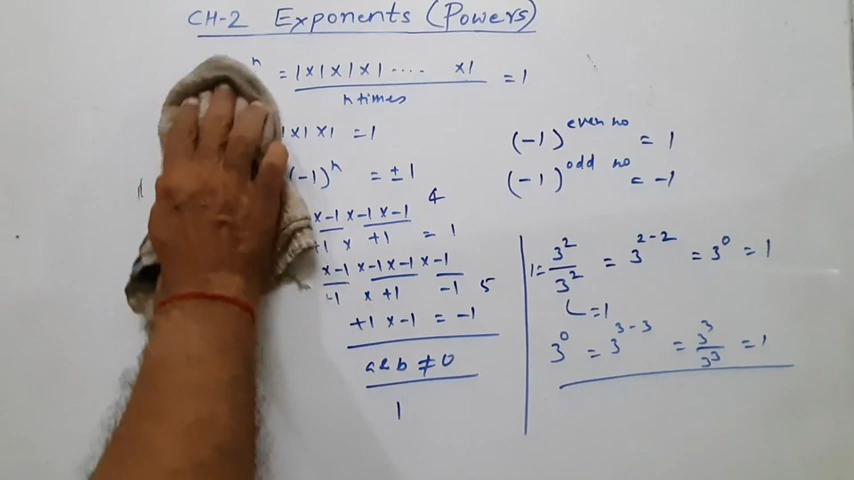 CH-2 Exponents (Powers)
n = 1 x 1 x 1 x 1 .... x 1 = 1
n times
1 x 1 x 1 = 1
(-1)^n = ± 1
x -1 x -1 x -1 4
+1 x +1 = 1
x -1 x -1 x -1 x -1
-1 x +1 -1 5
+1 x -1 = -1
a & b ≠ 0
1
(-1)^even no = 1
(-1)^odd no = -1
1 = 3^2/3^2 = 3^2-2 = 3^0 = 1
= 1
3^0 = 3^3-3 = 3^3/3^3 = 1